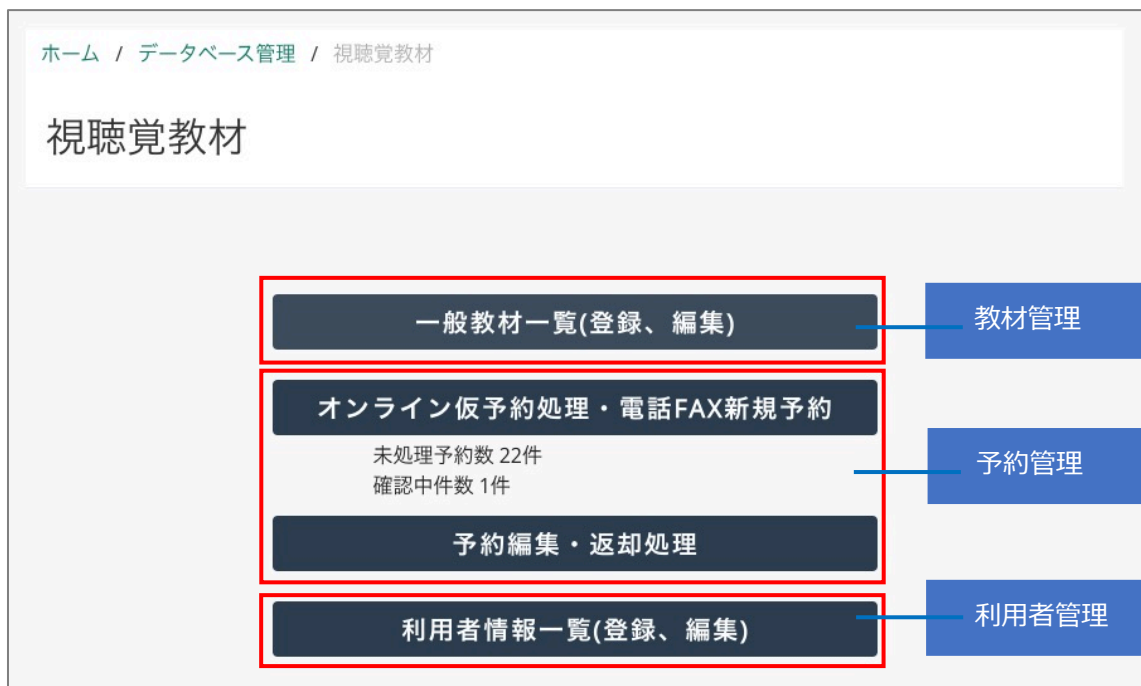 ホーム / データベース管理 / 視聴覚教材
視聴覚教材
一般教材一覧(登録、編集)
教材管理
オンライン仮予約処理・電話FAX新規予約
未処理予約数 22件
確認中件数 1件
予約管理
予約編集・返却処理
利用者情報一覧(登録、編集)
利用者管理